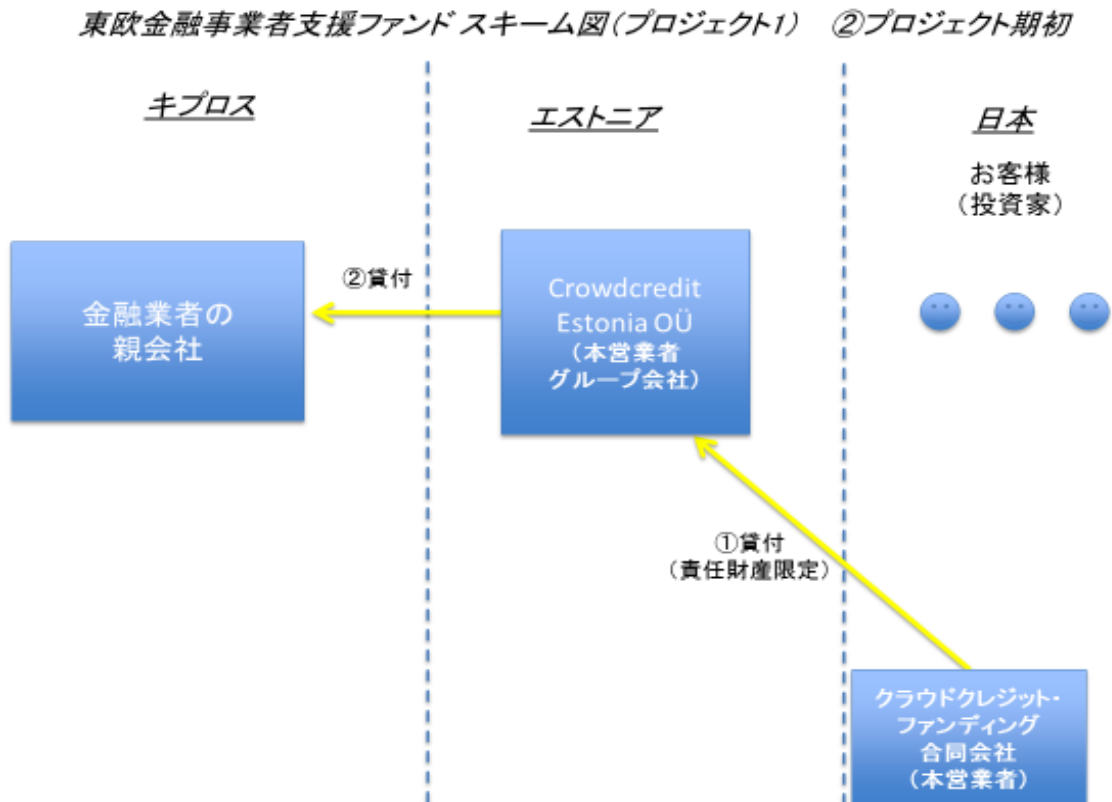 東欧金融事業者支援ファンド スキーム図（プロジェクト1）　②プロジェクト期初
キプロス
エストニア
日本
お客様
（投資家）
金融業者の
親会社
②貸付
Crowdcredit
Estonia OÜ
（本営業者
グループ会社）
①貸付
（責任財産限定）
クラウドクレジット・
ファンディング
合同会社
（本営業者）